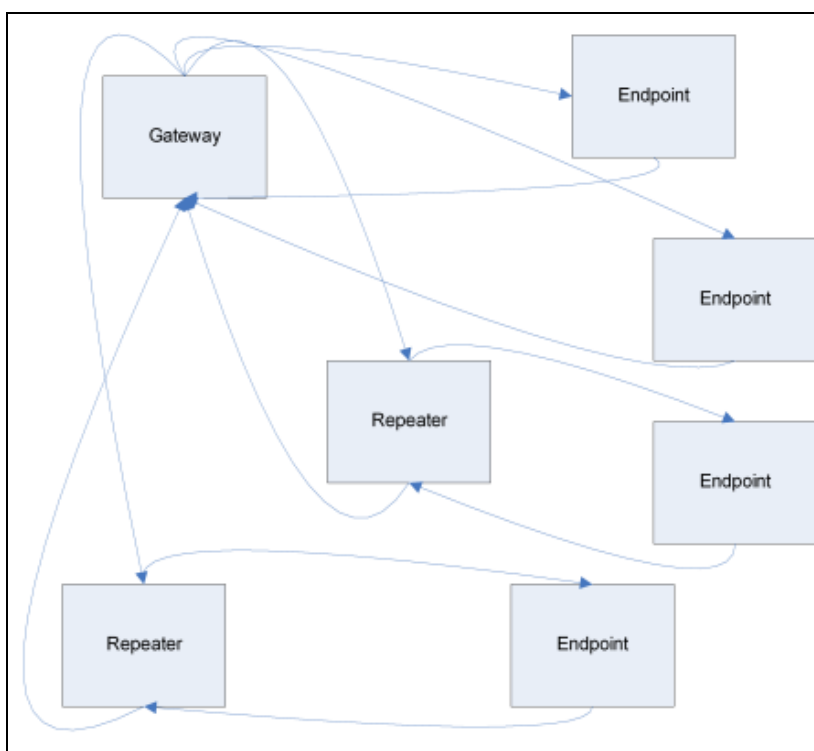 Endpoint
Gateway
Endpoint
Repeater
Endpoint
Repeater
Endpoint